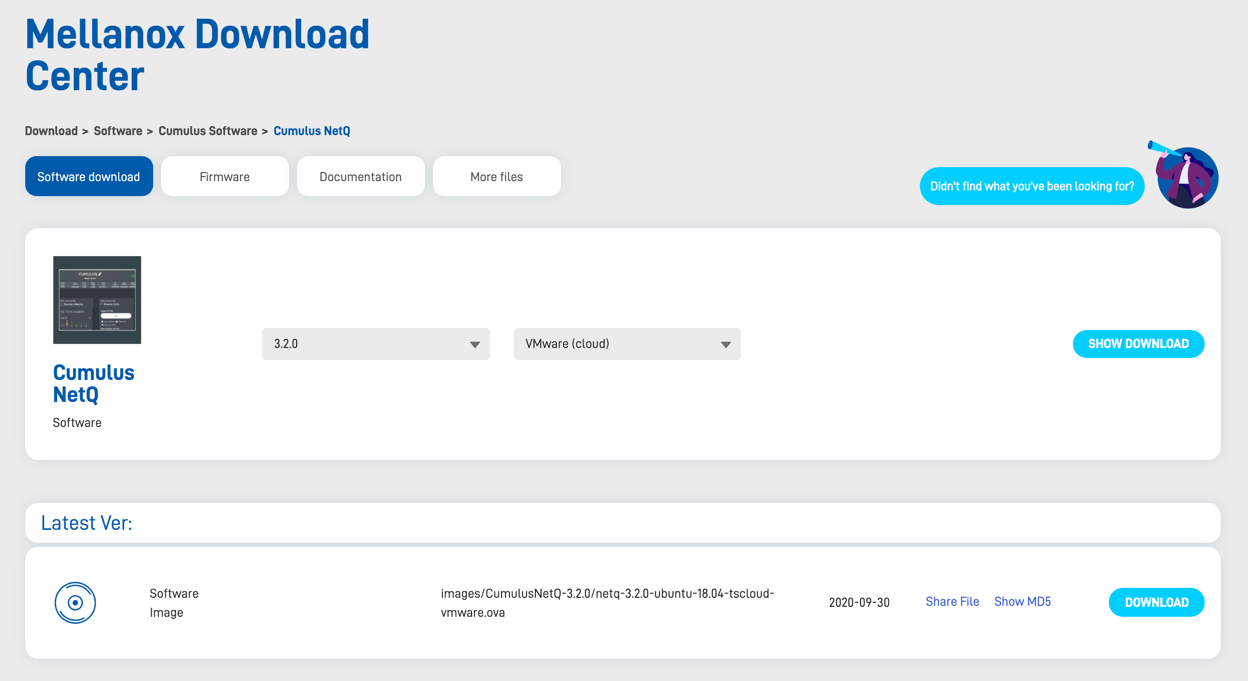 Mellanox Download
Center
Download > Software > Cumulus Software > Cumulus NetQ
Software download
Firmware
Documentation
More files
Didn't find what you've been looking for?
CUMULUS
3.2.0
VMware (cloud)
SHOW DOWNLOAD
Cumulus
NetQ
Software
Latest Ver:
Software
Image
images/CumulusNetQ-3.2.0/netq-3.2.0-ubuntu-18.04-tscloud-
vmware.ova
2020-09-30
Share File
Show MD5
DOWNLOAD